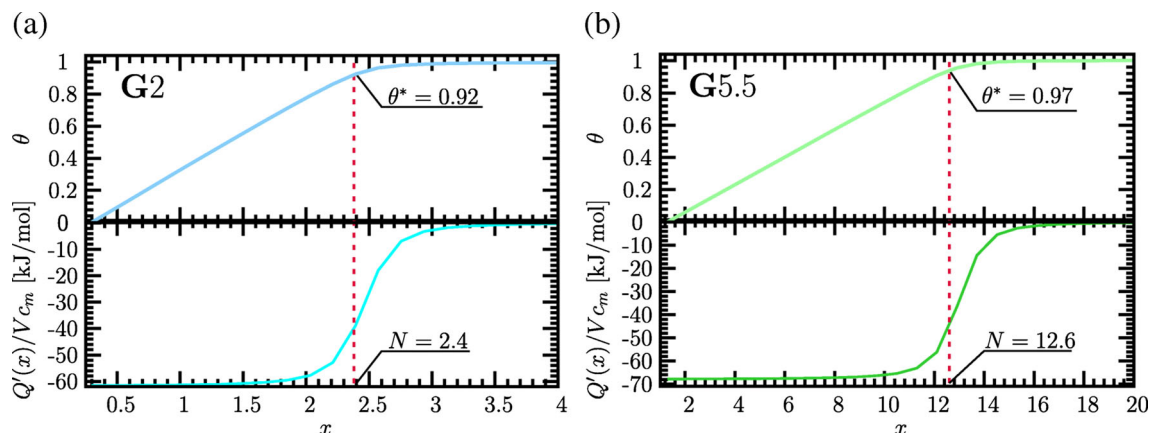 (a)
G2
θ* = 0.92
θ
1
0.8
0.6
0.4
0.2
0
Q′(x)/Vc_m [kJ/mol]
-10
-20
-30
-40
-50
-60
N = 2.4
0.5 1 1.5 2 2.5 3 3.5 4
x
(b)
G5.5
θ* = 0.97
θ
1
0.8
0.6
0.4
0.2
0
Q′(x)/Vc_m [kJ/mol]
-10
-20
-30
-40
-50
-60
-70
N = 12.6
2 4 6 8 10 12 14 16 18 20
x